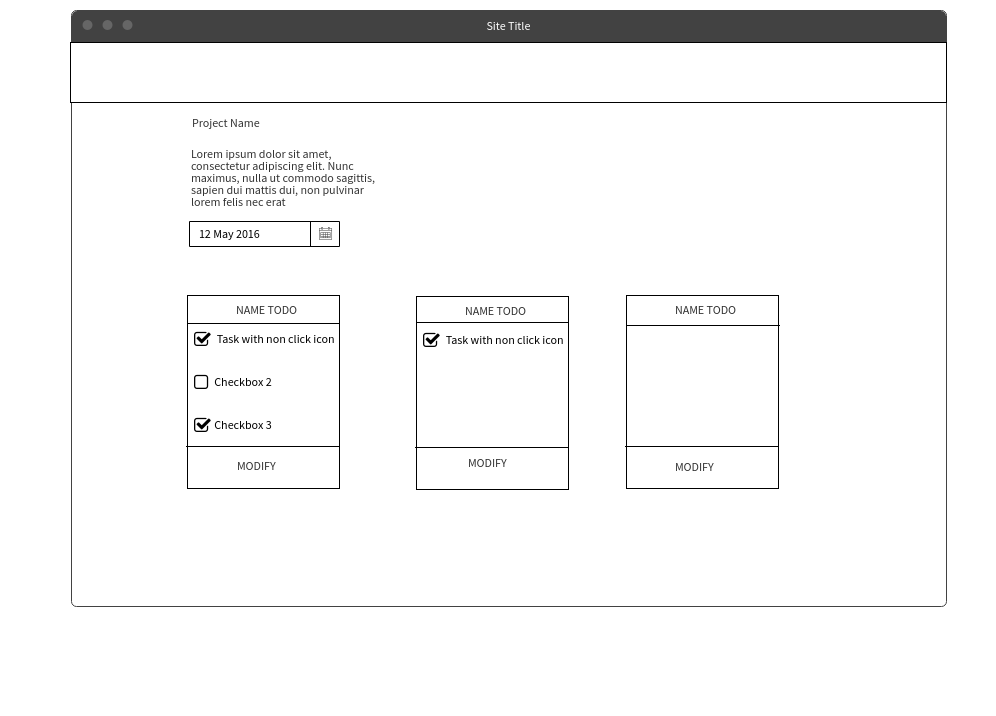 Site Title
Project Name
Lorem ipsum dolor sit amet,
consectetur adipiscing elit. Nunc
maximus, nulla ut commodo sagittis,
sapien dui mattis dui, non pulvinar
lorem felis nec erat
12 May 2016
NAME TODO
Task with non click icon
Checkbox 2
Checkbox 3
MODIFY
NAME TODO
Task with non click icon
MODIFY
NAME TODO
MODIFY